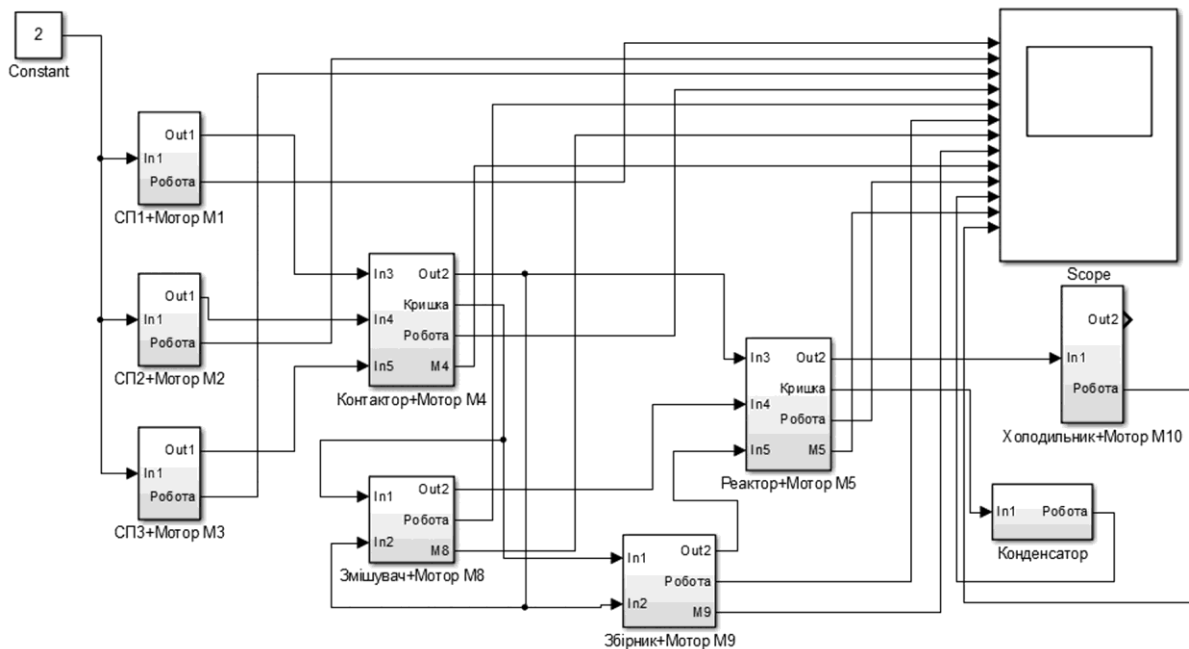 2
Constant
Out1
In1
Робота
СП1+Мотор М1
Out1
In1
Робота
СП2+Мотор М2
Out1
In1
Робота
СП3+Мотор М3
In3
Out2
Кришка
In4
Робота
In5
M4
Контактор+Мотор М4
In1
Out2
Робота
In2
M8
Змішувач+Мотор М8
In1
Out2
Робота
In2
M9
Збірник+Мотор М9
In3
Out2
Кришка
In4
Робота
In5
M5
Реактор+Мотор М5
Scope
Out2
In1
Робота
Холодильник+Мотор М10
In1
Робота
Конденсатор